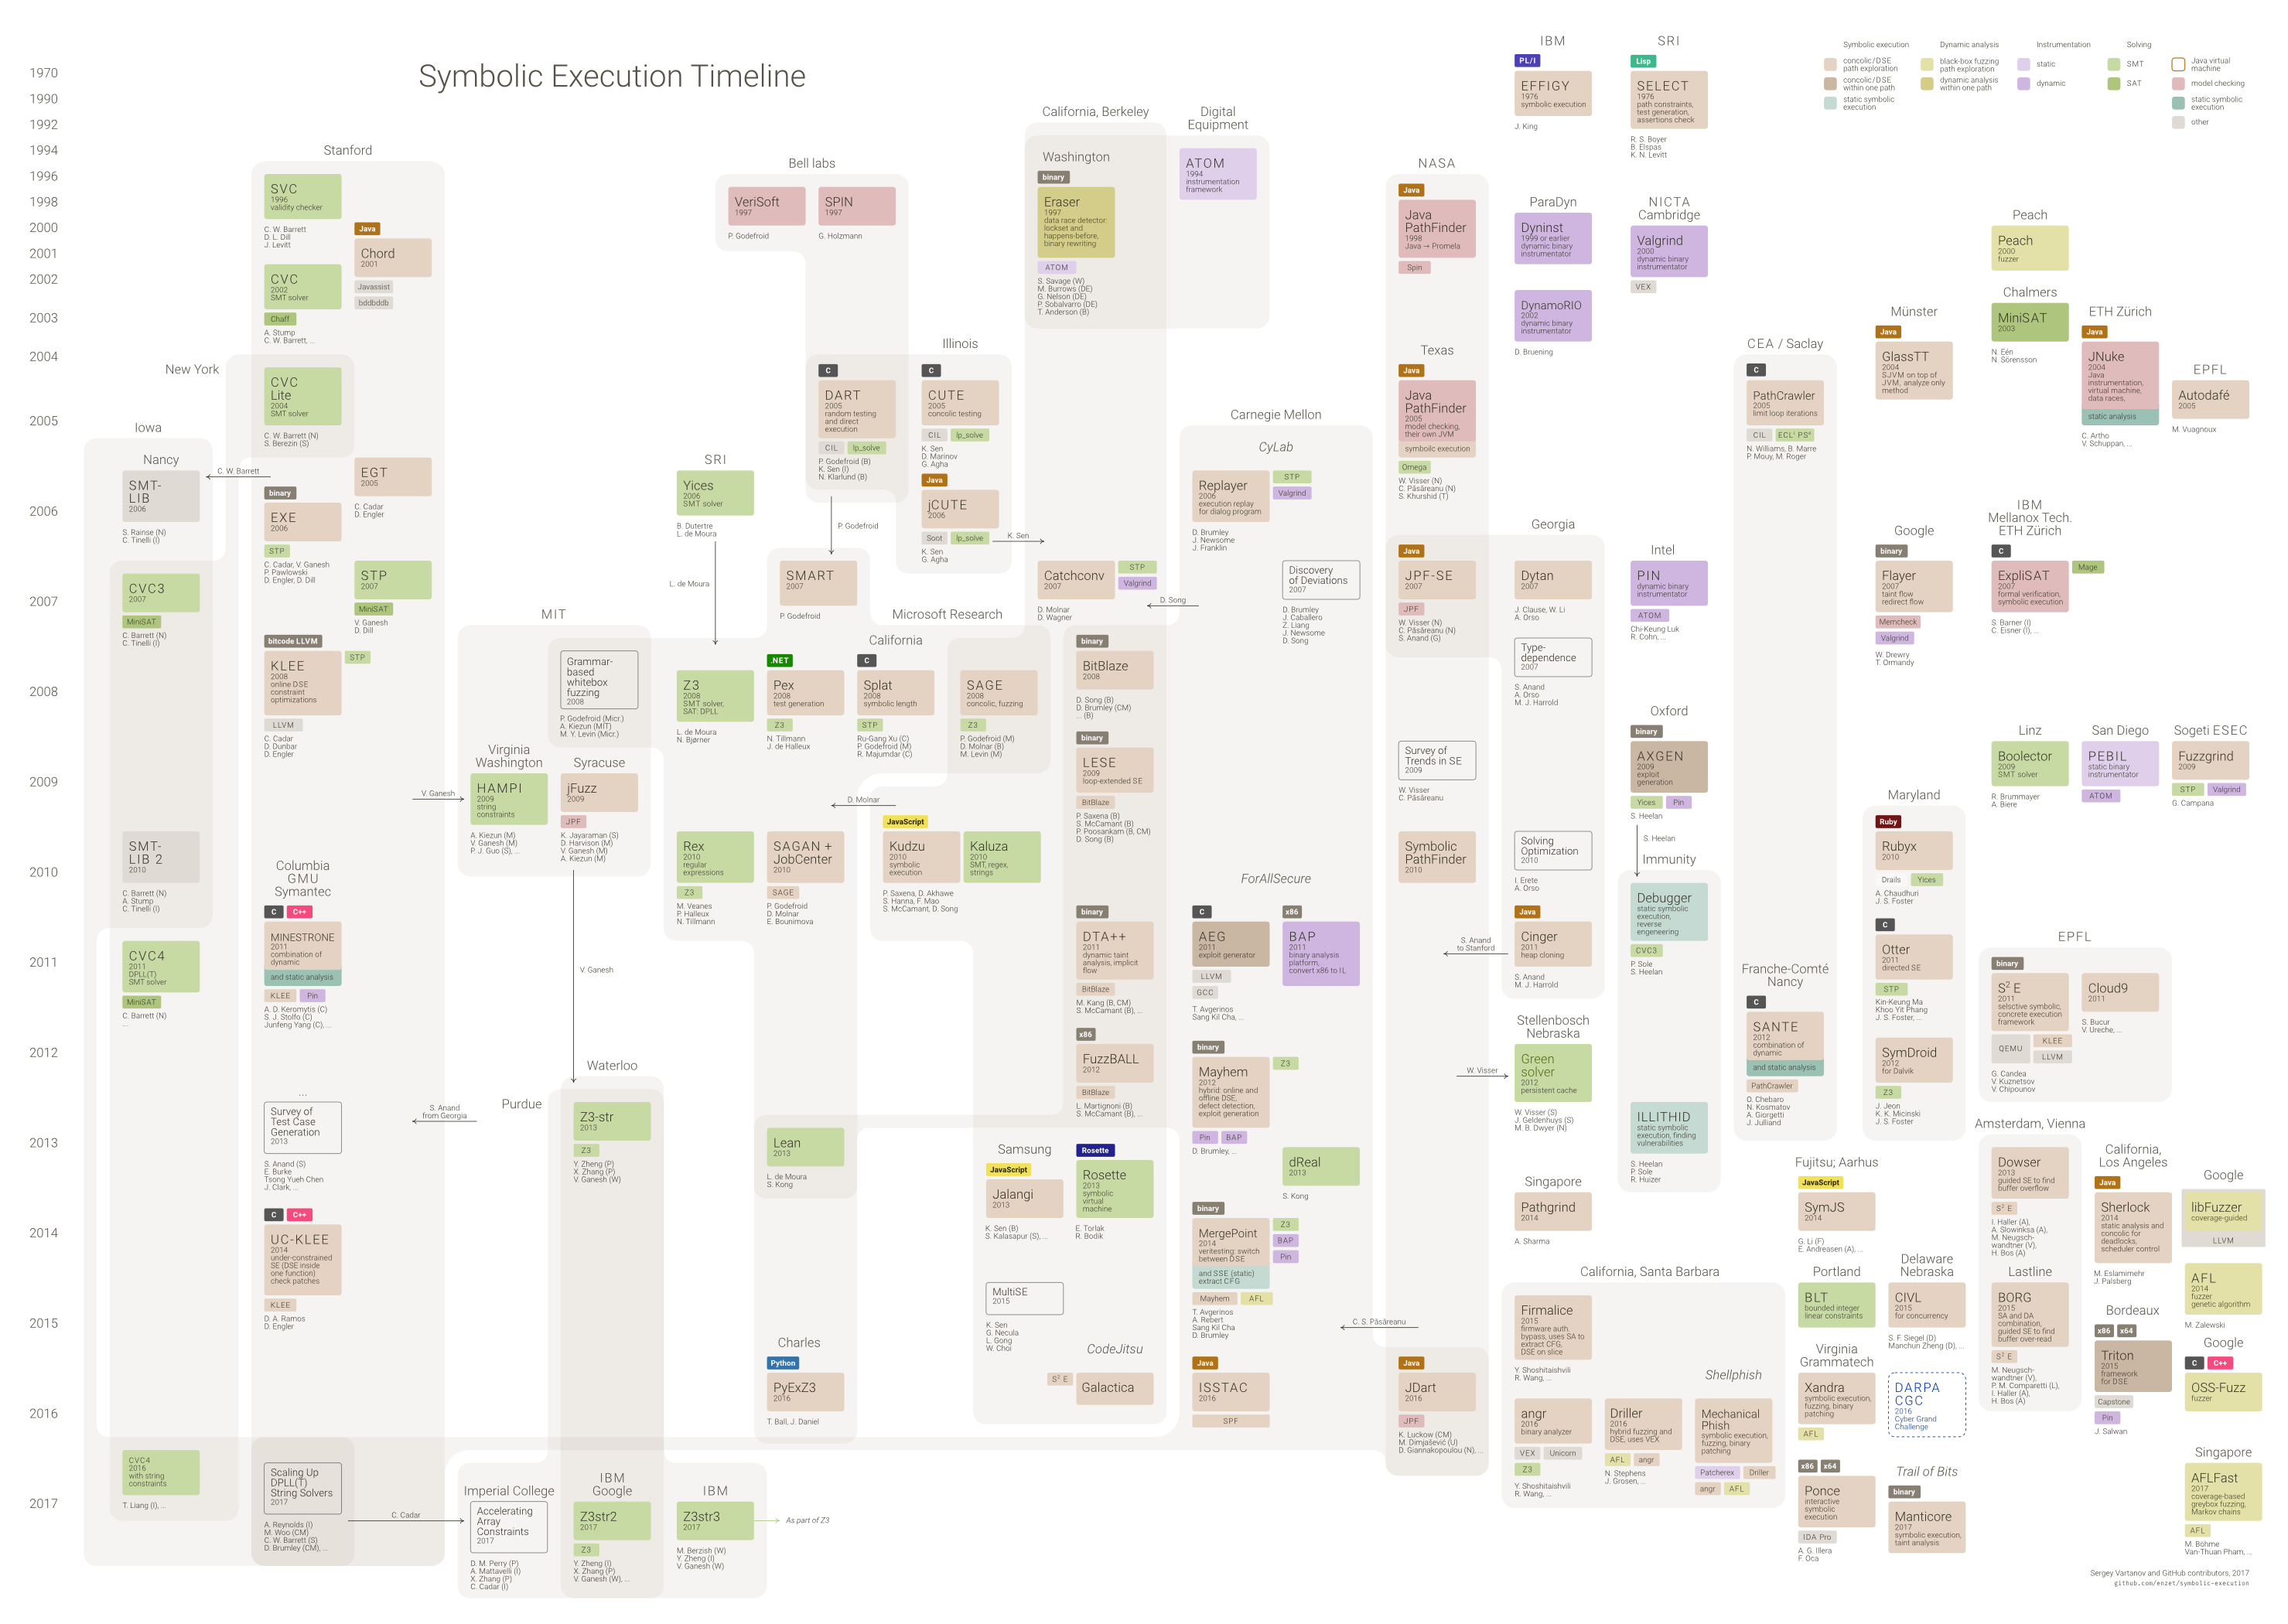 Symbolic Execution Timeline
1970
1990
1992
1994
1996
1998
2000
2001
2002
2003
2004
2005
2006
2007
2008
2009
2010
2011
2012
2013
2014
2015
2016
2017
Symbolic execution
concolic/DSE
path exploration
concolic/DSE
within one path
static symbolic
execution
Dynamic analysis
black-box fuzzing
path exploration
dynamic analysis
within one path
Instrumentation
static
dynamic
Solving
SMT
SAT
Java virtual
machine
model checking
static symbolic
execution
other
IBM
PL/I
EFFIGY
1976
symbolic execution
J. King
SRI
Lisp
SELECT
1976
path constraints,
test generation,
assertions check
R. S. Boyer
B. Elspas
K. N. Levitt
Stanford
SVC
1996
validity checker
C. W. Barrett
D. L. Dill
J. Levitt
Java
Chord
2001
Javassist
bddbddb
CVC
2002
SMT solver
Chaff
A. Stump
C. W. Barrett, ...
New York
CVC
Lite
2004
SMT solver
C. W. Barrett (N)
S. Berezin (S)
Iowa
Nancy
C. W. Barrett
SMT-
LIB
2006
S. Rainse (N)
C. Tinelli (I)
EGT
2005
C. Cadar
D. Engler
binary
EXE
2006
STP
C. Cadar, V. Ganesh
P. Pawlowski
D. Engler, D. Dill
STP
2007
MiniSAT
V. Ganesh
D. Dill
CVC3
2007
MiniSAT
C. Barrett (N)
C. Tinelli (I)
bitcode LLVM
KLEE
2008
online DSE
constraint
optimizations
STP
LLVM
C. Cadar
D. Dunbar
D. Engler
SMT-
LIB 2
2010
C. Barrett (N)
A. Stump
C. Tinelli (I)
Columbia
GMU
Symantec
C
C++
MINESTRONE
2011
combination of
dynamic
and static analysis
KLEE
Pin
A. D. Keromytis (C)
S. J. Stolfo (C)
Junfeng Yang (C), ...
CVC4
2011
DPLL(T)
SMT solver
MiniSAT
C. Barrett (N)
...
...
Survey of
Test Case
Generation
2013
S. Anand (S)
E. Burke
Tsong Yueh Chen
J. Clark, ...
S. Anand
from Georgia
C
C++
UC-KLEE
2014
under-constrained
SE (DSE inside
one function)
check patches
KLEE
D. A. Ramos
D. Engler
CVC4
2016
with string
constraints
T. Liang (I), ...
Scaling Up
DPLL(T)
String Solvers
2017
A. Reynolds (I)
M. Woo (CM)
C. W. Barrett (S)
D. Brumley (CM), ...
C. Cadar
Bell labs
VeriSoft
1997
P. Godefroid
SPIN
1997
G. Holzmann
C
DART
2005
random testing
and direct
execution
CIL
lp_solve
P. Godefroid (B)
K. Sen (I)
N. Klarlund (B)
P. Godefroid
Illinois
C
CUTE
2005
concolic testing
CIL
lp_solve
K. Sen
D. Marinov
G. Agha
Java
jCUTE
2006
Soot
lp_solve
K. Sen
G. Agha
K. Sen
SRI
Yices
2006
SMT solver
B. Dutertre
L. de Moura
L. de Moura
SMART
2007
P. Godefroid
MIT
Grammar-
based
whitebox
fuzzing
2008
P. Godefroid (Micr.)
A. Kiezun (MIT)
M. Y. Levin (Micr.)
Microsoft Research
Z3
2008
SMT solver,
SAT: DPLL
L. de Moura
N. Bjørner
.NET
Pex
2008
test generation
Z3
N. Tillmann
J. de Halleux
California
C
Splat
2008
symbolic length
STP
Ru-Gang Xu (C)
P. Godefroid (M)
R. Majumdar (C)
SAGE
2008
concolic, fuzzing
Z3
P. Godefroid (M)
D. Molnar (B)
M. Levin (M)
V. Ganesh
Virginia
Washington
HAMPI
2009
string
constraints
A. Kiezun (M)
V. Ganesh (M)
P. J. Guo (S), ...
Syracuse
jFuzz
2009
JPF
K. Jayaraman (S)
D. Harvison (M)
V. Ganesh (M)
A. Kiezun (M)
D. Molnar
Rex
2010
regular
expressions
Z3
M. Veanes
P. Halleux
N. Tillmann
SAGAN +
JobCenter
2010
SAGE
P. Godefroid
D. Molnar
E. Bounimova
JavaScript
Kudzu
2010
symbolic
execution
Kaluza
2010
SMT, regex,
strings
P. Saxena, D. Akhawe
S. Hanna, F. Mao
S. McCamant, D. Song
V. Ganesh
Purdue
Waterloo
Z3-str
2013
Z3
Y. Zheng (P)
X. Zhang (P)
V. Ganesh (W)
Lean
2013
L. de Moura
S. Kong
Charles
Python
PyExZ3
2016
T. Ball, J. Daniel
Imperial College
Accelerating
Array
Constraints
2017
D. M. Perry (P)
A. Mattavelli (I)
X. Zhang (P)
C. Cadar (I)
IBM
Google
Z3str2
2017
Z3
Y. Zheng (I)
X. Zhang (P)
V. Ganesh (W), ...
IBM
Z3str3
2017
M. Berzish (W)
Y. Zheng (I)
V. Ganesh (W)
As part of Z3
California, Berkeley
Washington
binary
Eraser
1997
data race detector:
lockset and
happens-before,
binary rewriting
ATOM
S. Savage (W)
M. Burrows (DE)
G. Nelson (DE)
P. Sobalvarro (DE)
T. Anderson (B)
Digital
Equipment
ATOM
1994
instrumentation
framework
Catchconv
2007
STP
Valgrind
D. Molnar
D. Wagner
D. Song
binary
BitBlaze
2008
D. Song (B)
D. Brumley (CM)
... (B)
binary
LESE
2009
loop-extended SE
BitBlaze
P. Saxena (B)
S. McCamant (B)
P. Poosankam (B, CM)
D. Song (B)
binary
DTA++
2011
dynamic taint
analysis, implicit
flow
BitBlaze
M. Kang (B, CM)
S. McCamant (B), ...
x86
FuzzBALL
2012
BitBlaze
L. Martignoni (B)
S. McCamant (B), ...
Samsung
JavaScript
Jalangi
2013
K. Sen (B)
S. Kalasapur (S), ...
Rosette
Rosette
2013
symbolic
virtual
machine
E. Torlak
R. Bodik
MultiSE
2015
K. Sen
G. Necula
L. Gong
W. Choi
CodeJitsu
S² E
Galactica
Carnegie Mellon
CyLab
Replayer
2006
execution replay
for dialog program
STP
Valgrind
D. Brumley
J. Newsome
J. Franklin
Discovery
of Deviations
2007
D. Brumley
J. Caballero
Z. Liang
J. Newsome
D. Song
ForAllSecure
C
AEG
2011
exploit generator
LLVM
GCC
T. Avgerinos
Sang Kil Cha, ...
x86
BAP
2011
binary analysis
platform,
convert x86 to IL
binary
Mayhem
2012
hybrid: online and
offline DSE,
defect detection,
exploit generation
Z3
Pin
BAP
D. Brumley, ...
dReal
2013
S. Kong
binary
MergePoint
2014
veritesting: switch
between DSE
and SSE (static)
extract CFG
Z3
BAP
Pin
Mayhem
AFL
T. Avgerinos
A. Rebert
Sang Kil Cha
D. Brumley
C. S. Păsăreanu
Java
ISSTAC
2016
SPF
NASA
Java
Java
PathFinder
1998
Java → Promela
Spin
Texas
Java
Java
PathFinder
2005
model checking,
their own JVM
symboilc execution
Omega
W. Visser (N)
C. Păsăreanu (N)
S. Khurshid (T)
Java
JPF-SE
2007
JPF
W. Visser (N)
C. Păsăreanu (N)
S. Anand (G)
Survey of
Trends in SE
2009
W. Visser
C. Păsăreanu
Symbolic
PathFinder
2010
S. Anand
to Stanford
W. Visser
Java
JDart
2016
JPF
K. Luckow (CM)
M. Dimjašević (U)
D. Giannakopoulou (N), ...
ParaDyn
Dyninst
1999 or earlier
dynamic binary
instrumentator
DynamoRIO
2002
dynamic binary
instrumentator
D. Bruening
NICTA
Cambridge
Valgrind
2000
dynamic binary
instrumentator
VEX
Georgia
Dytan
2007
J. Clause, W. Li
A. Orso
Type-
dependence
2007
S. Anand
A. Orso
M. J. Harrold
Solving
Optimization
2010
I. Erete
A. Orso
Java
Cinger
2011
heap cloning
S. Anand
M. J. Harrold
Intel
PIN
dynamic binary
instrumentator
ATOM
Chi-Keung Luk
R. Cohn, ...
Oxford
binary
AXGEN
2009
exploit
generation
Yices
Pin
S. Heelan
S. Heelan
Immunity
Debugger
static symbolic
execution,
reverse
engeneering
CVC3
P. Sole
S. Heelan
ILLITHID
static symbolic
execution, finding
vulnerabilities
S. Heelan
P. Sole
R. Huizer
Stellenbosch
Nebraska
Green
solver
2012
persistent cache
W. Visser (S)
J. Geldenhuys (S)
M. B. Dwyer (N)
Singapore
Pathgrind
2014
A. Sharma
California, Santa Barbara
Firmalice
2015
firmware auth.
bypass, uses SA to
extract CFG,
DSE on slice
Y. Shoshitaishvili
R. Wang, ...
angr
2016
binary analyzer
VEX
Unicorn
Z3
Y. Shoshitaishvili
R. Wang, ...
Driller
2016
hybrid fuzzing and
DSE, uses VEX
AFL
angr
N. Stephens
J. Grosen, ...
Shellphish
Mechanical
Phish
symbolic execution,
fuzzing, binary
patching
Patcherex
Driller
angr
AFL
CEA / Saclay
C
PathCrawler
2005
limit loop iterations
CIL
N. Williams, B. Marre
P. Mouy, M. Roger
Franche-Comté
Nancy
C
SANTE
2012
combination of
dynamic
and static analysis
PathCrawler
O. Chebaro
N. Kosmatov
A. Giorgetti
J. Julliand
Münster
Java
GlassTT
2004
SJVM on top of
JVM, analyze only
method
Peach
Peach
2000
fuzzer
Chalmers
MiniSAT
2003
N. Eén
N. Sörensson
ETH Zürich
Java
JNuke
2004
Java
instrumentation,
virtual machine,
data races,
static analysis
C. Artho
V. Schuppan, ...
EPFL
Autodafé
2005
M. Vuagnoux
Google
binary
Flayer
2007
taint flow
redirect flow
Memcheck
Valgrind
W. Drewry
T. Ormandy
IBM
Mellanox Tech.
ETH Zürich
C
ExpliSAT
2007
formal verification,
symbolic execution
Mage
S. Barner (I)
C. Eisner (I), ...
Linz
Boolector
2009
SMT solver
R. Brummayer
A. Biere
San Diego
PEBIL
static binary
instrumentator
ATOM
Sogeti ESEC
Fuzzgrind
2009
STP
Valgrind
G. Campana
Maryland
Ruby
Rubyx
2010
Drails
Yices
A. Chaudhuri
J. S. Foster
C
Otter
2011
directed SE
STP
Kin-Keung Ma
Khoo Yit Phang
J. S. Foster, ...
SymDroid
2012
for Dalvik
Z3
J. Jeon
K. K. Micinski
J. S. Foster
EPFL
binary
S² E
2011
selsctive symbolic,
concrete execution
framework
QEMU
KLEE
LLVM
G. Candea
V. Kuznetsov
V. Chipounov
Cloud9
2011
S. Bucur
V. Ureche, ...
Fujitsu; Aarhus
JavaScript
SymJS
2014
G. Li (F)
E. Andreasen (A), ...
Amsterdam, Vienna
Dowser
2013
guided SE to find
buffer overflow
S² E
I. Haller (A),
A. Slowinksa (A),
M. Neugsch-
wandtner (V),
H. Bos (A)
Lastline
BORG
2015
SA and DA
combination,
guided SE to find
buffer over-read
S² E
M. Neugsch-
wandtner (V),
P. M. Comparetti (L),
I. Haller (A),
H. Bos (A)
California,
Los Angeles
Java
Sherlock
2014
static analysis and
concolic for
deadlocks,
scheduler control
M. Eslamimehr
J. Palsberg
Google
libFuzzer
coverage-guided
LLVM
AFL
2014
fuzzer
genetic algorithm
M. Zalewski
Portland
BLT
bounded integer
linear constraints
Delaware
Nebraska
CIVL
2015
for concurrency
S. F. Siegel (D)
Manchun Zheng (D), ...
Bordeaux
x86
x64
Triton
2015
framework
for DSE
Capstone
Pin
J. Salwan
Google
C
C++
OSS-Fuzz
fuzzer
Virginia
Grammatech
Xandra
symbolic execution,
fuzzing, binary
patching
AFL
DARPA
CGC
2016
Cyber Grand
Challenge
x86
x64
Ponce
interactive
symbolic
execution
IDA Pro
A. G. Illera
F. Oca
Trail of Bits
binary
Manticore
2017
symbolic execution,
taint analysis
Singapore
AFLFast
2017
coverage-based
greybox fuzzing,
Markov chains
AFL
M. Böhme
Van-Thuan Pham, ...
Sergey Vartanov and GitHub contributors, 2017
github.com/enzet/symbolic-execution